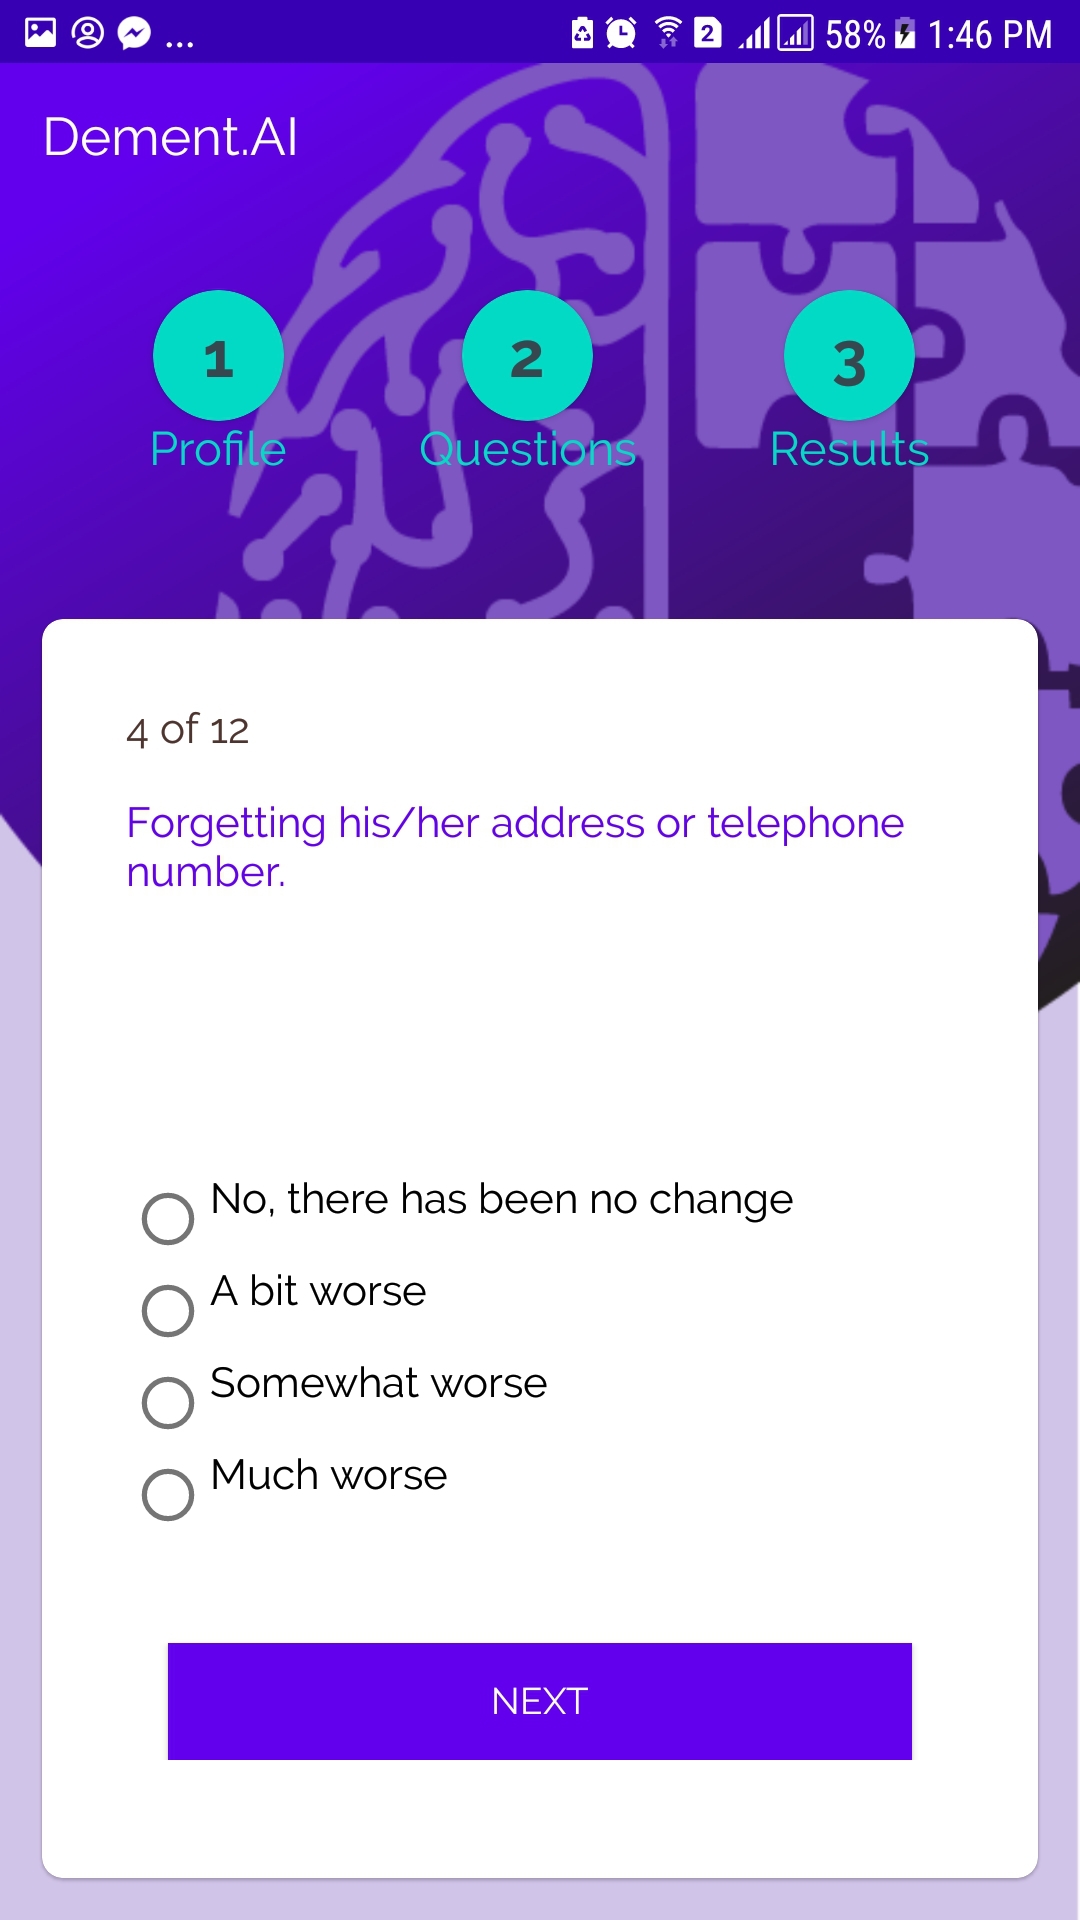 ... 2 58% 1:46 PM
Dement.AI
1 2 3
Profile Questions Results
4 of 12
Forgetting his/her address or telephone
number.
No, there has been no change
A bit worse
Somewhat worse
Much worse
NEXT